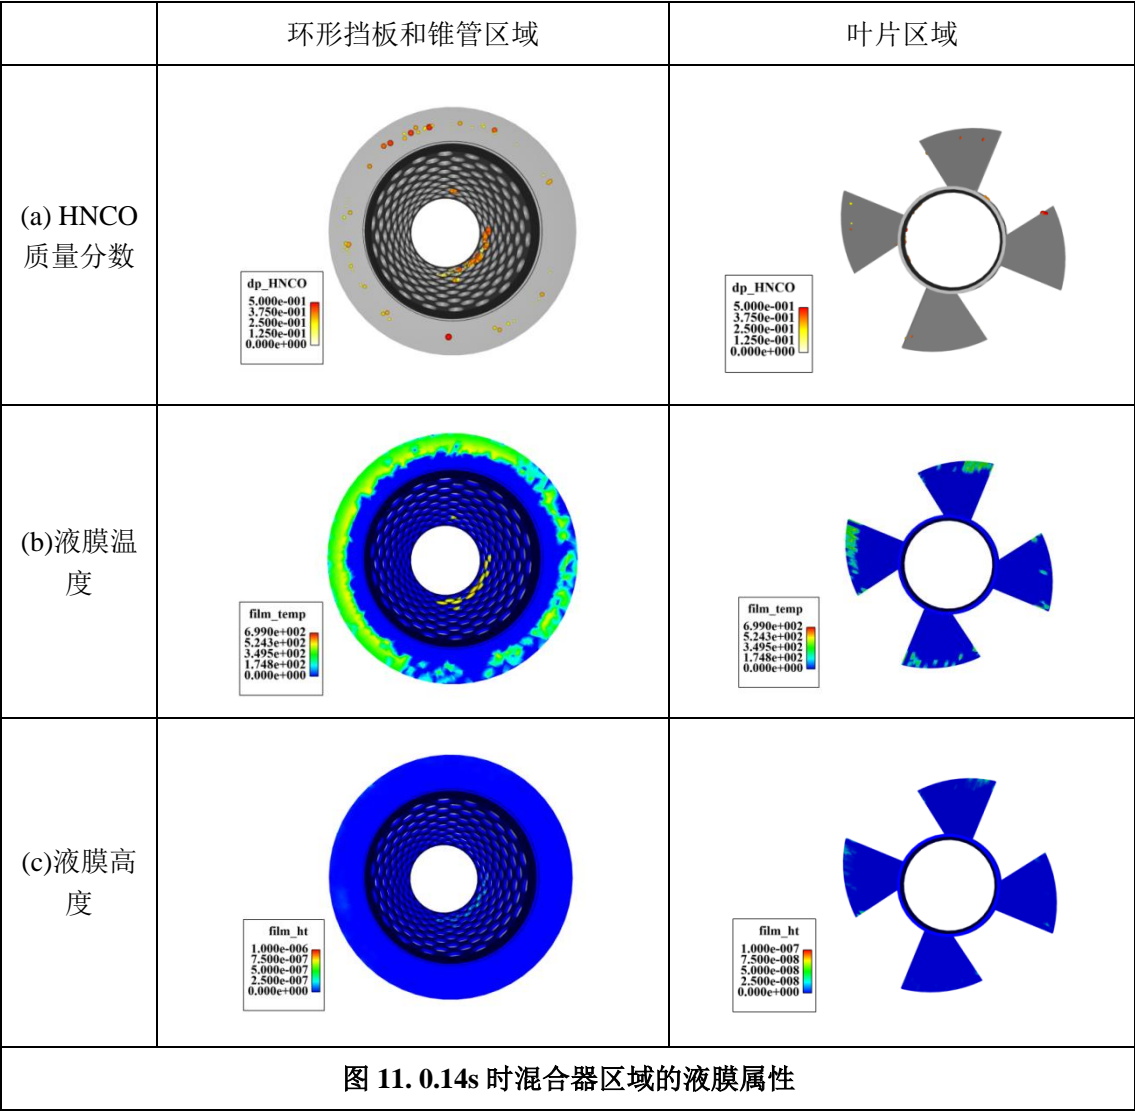 环形挡板和锥管区域
叶片区域
(a) HNCO
质量分数
dp_HNCO
5.000e-001
3.750e-001
2.500e-001
1.250e-001
0.000e+000
dp_HNCO
5.000e-001
3.750e-001
2.500e-001
1.250e-001
0.000e+000
(b)液膜温
度
film_temp
6.990e+002
5.243e+002
3.495e+002
1.748e+002
0.000e+000
film_temp
6.990e+002
5.243e+002
3.495e+002
1.748e+002
0.000e+000
(c)液膜高
度
film_ht
1.000e-006
7.500e-007
5.000e-007
2.500e-007
0.000e+000
film_ht
1.000e-007
7.500e-008
5.000e-008
2.500e-008
0.000e+000
图 11. 0.14s 时混合器区域的液膜属性